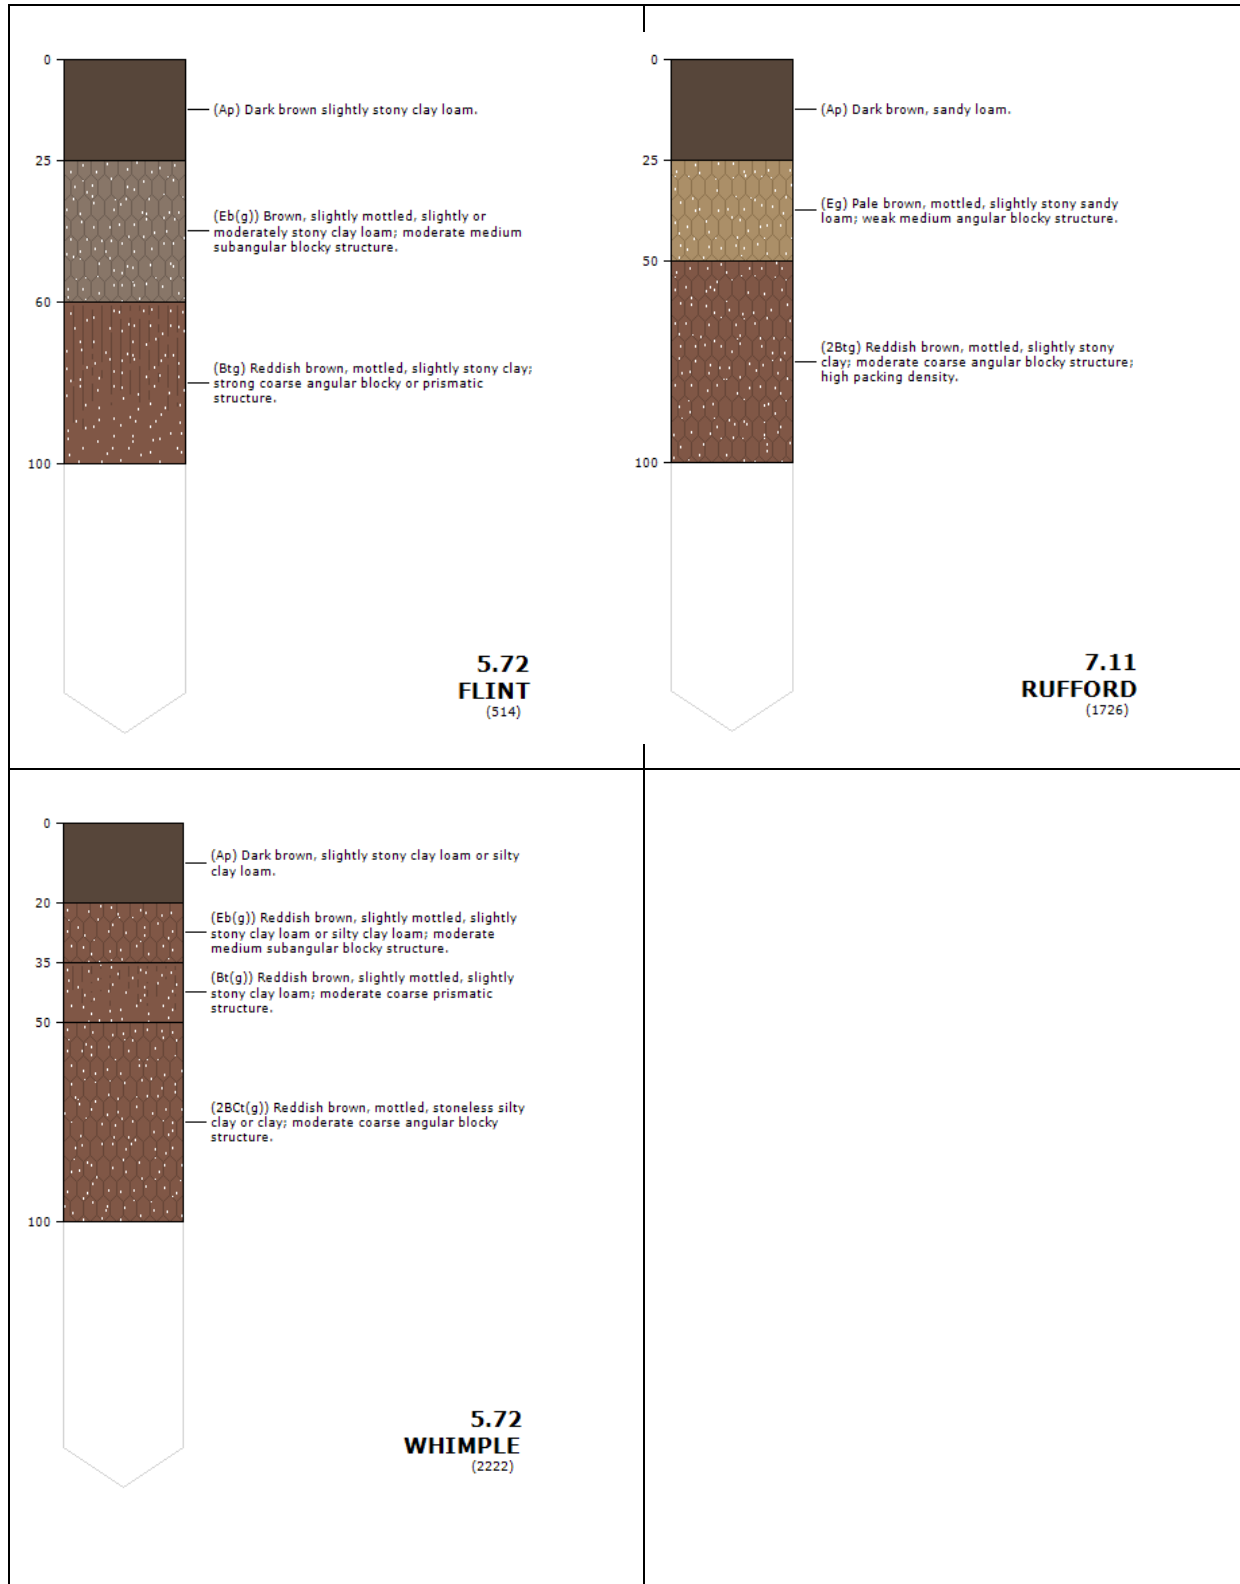 0
(Ap) Dark brown slightly stony clay loam.
25
(Eb(g)) Brown, slightly mottled, slightly or
moderately stony clay loam; moderate medium
subangular blocky structure.
60
(Btg) Reddish brown, mottled, slightly stony clay;
strong coarse angular blocky or prismatic
structure.
100
5.72
FLINT
(514)
0
(Ap) Dark brown, sandy loam.
25
(Eg) Pale brown, mottled, slightly stony sandy
loam; weak medium angular blocky structure.
50
(2Btg) Reddish brown, mottled, slightly stony
clay; moderate coarse angular blocky structure;
high packing density.
100
7.11
RUFFORD
(1726)
0
(Ap) Dark brown, slightly stony clay loam or silty
clay loam.
20
(Eb(g)) Reddish brown, slightly mottled, slightly
stony clay loam or silty clay loam; moderate
medium subangular blocky structure.
35
(Bt(g)) Reddish brown, slightly mottled, slightly
stony clay loam; moderate coarse prismatic
structure.
50
(2BCt(g)) Reddish brown, mottled, stoneless silty
clay or clay; moderate coarse angular blocky
structure.
100
5.72
WHIMPLE
(2222)